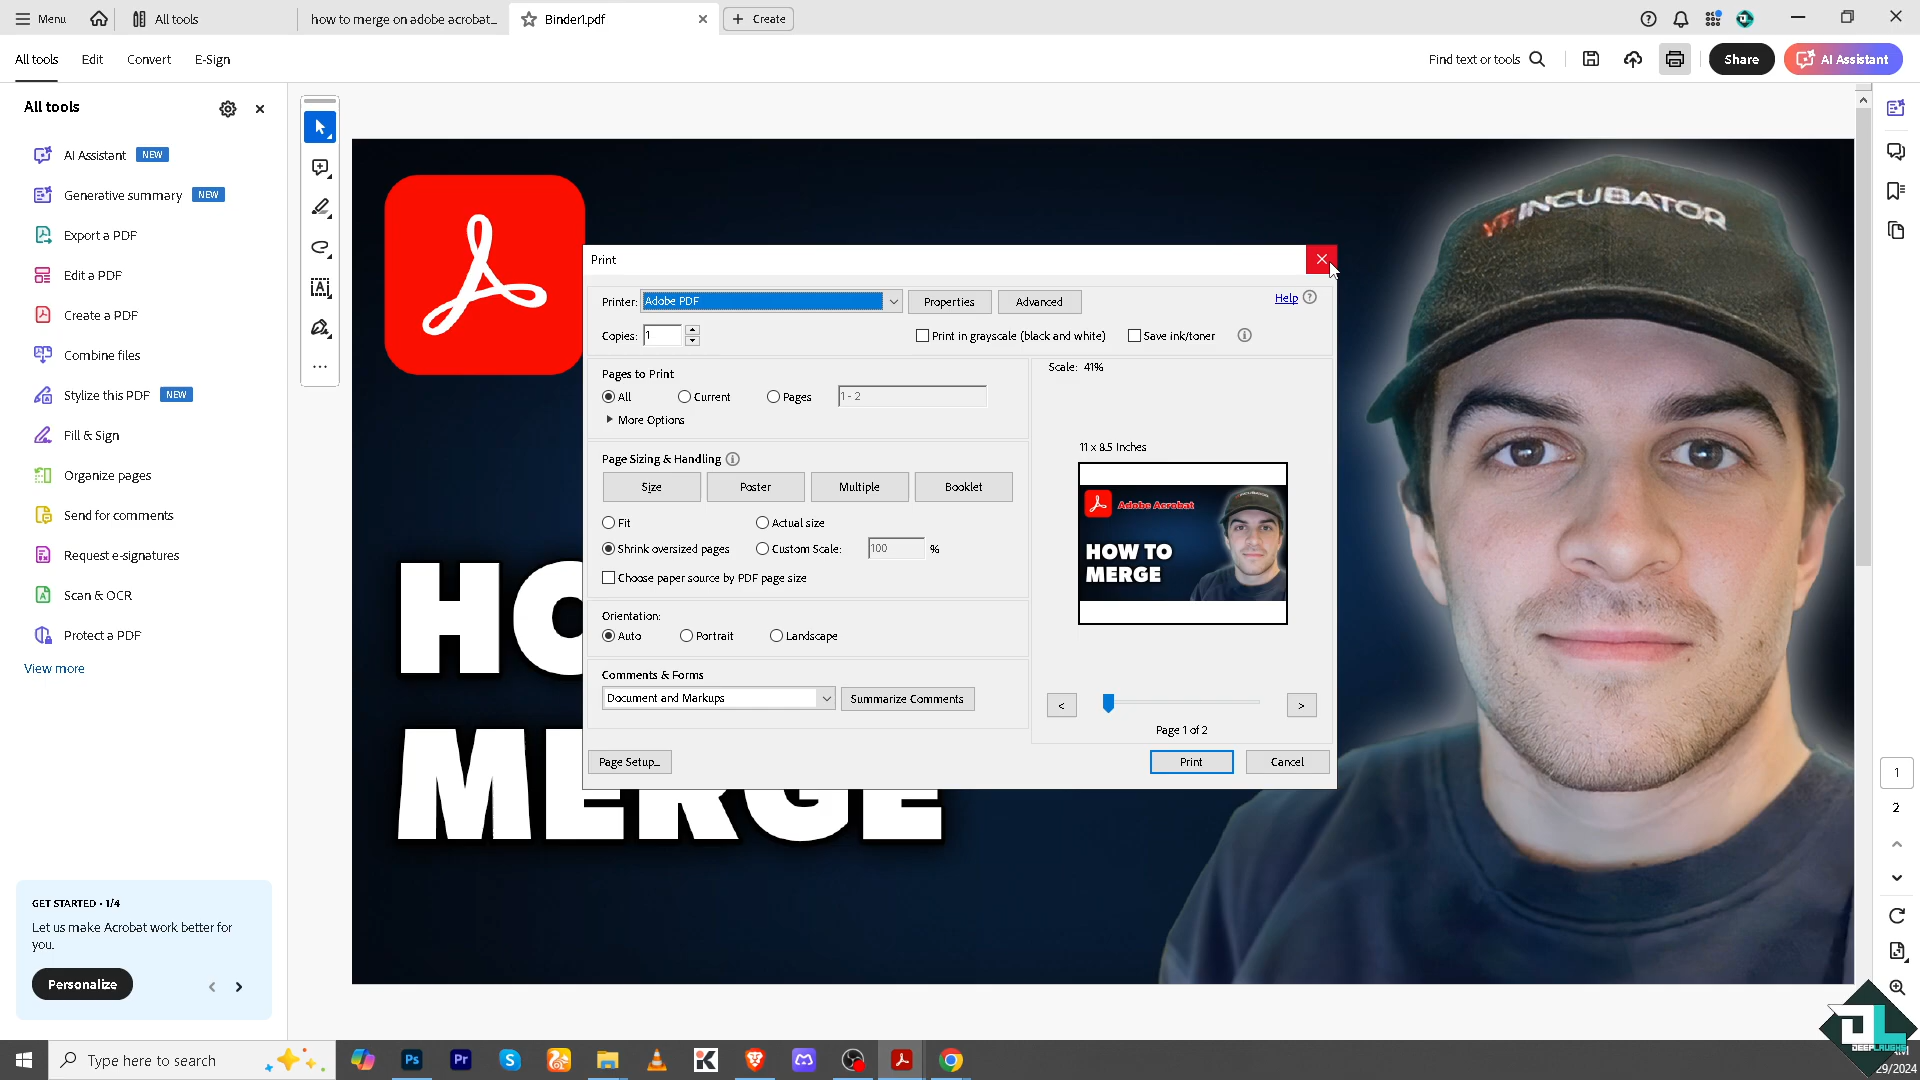 Menu
All tools
how to merge on adobe acrobat...
Binder1.pdf
Create
All tools
Edit
Convert
E-Sign
Find text or tools
Share
AI Assistant
All tools
AI Assistant NEW
Generative summary NEW
Export a PDF
Edit a PDF
Create a PDF
Combine files
Stylize this PDF NEW
Fill & Sign
Organize pages
Send for comments
Request e-signatures
Scan & OCR
Protect a PDF
View more
GET STARTED • 1/4
Let us make Acrobat work better for
you.
Personalize
YT INCUBATOR
HO
MERGE
Print
Printer: Adobe PDF
Properties
Advanced
Help
Copies: 1
Print in grayscale (black and white)
Save ink/toner
Pages to Print
All
Current
Pages
1 - 2
More Options
Page Sizing & Handling
Size
Poster
Multiple
Booklet
Fit
Actual size
Shrink oversized pages
Custom Scale: 100 %
Choose paper source by PDF page size
Orientation:
Auto
Portrait
Landscape
Comments & Forms
Document and Markups
Summarize Comments
Scale: 41%
11 x 8.5 Inches
Adobe Acrobat
INCUBATOR
HOW TO
MERGE
<
>
Page 1 of 2
Page Setup...
Print
Cancel
1
2
Type here to search
Ps
Pr
DEEPLAUGHS
AM
29/2024